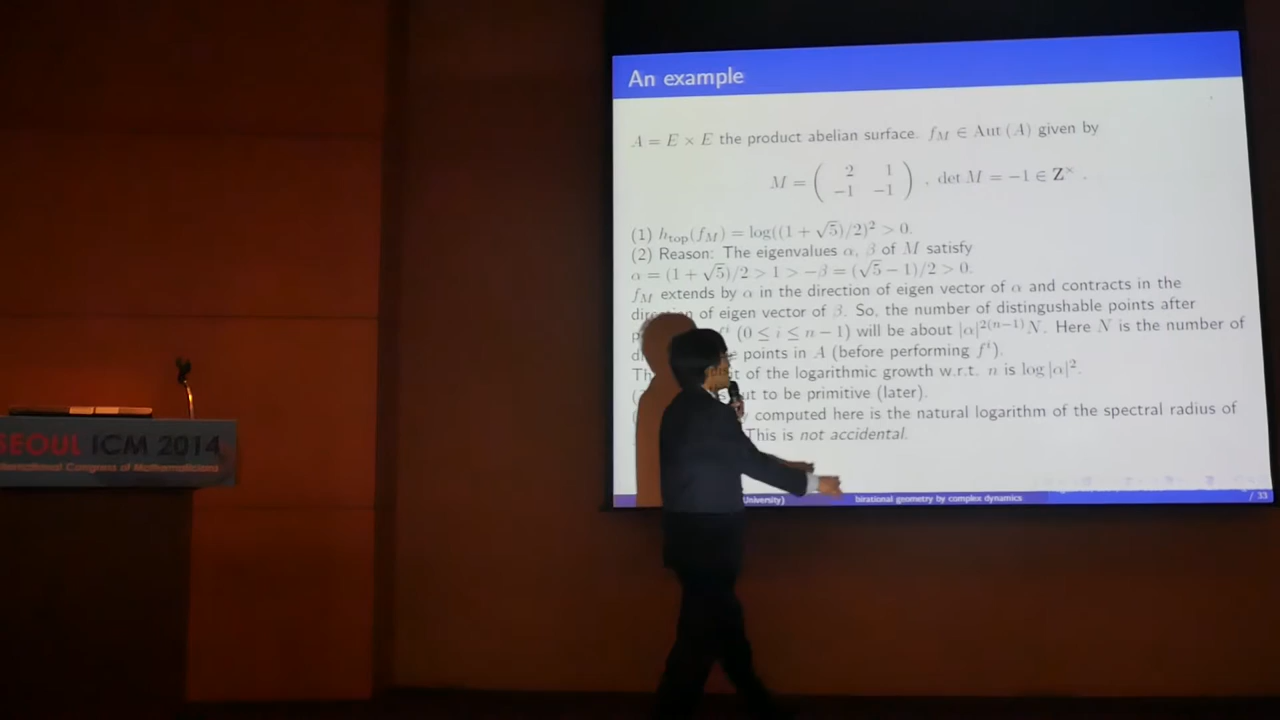 An example
A = E × E the product abelian surface. f_M ∈ Aut (A) given by
M = ( 2 1
-1 -1 ) , det M = −1 ∈ Z^× .
(1) h_top(f_M) = log((1 + √5)/2)^2 > 0.
(2) Reason: The eigenvalues α, β of M satisfy
α = (1 + √5)/2 > 1 > −β = (√5 − 1)/2 > 0.
f_M extends by α in the direction of eigen vector of α and contracts in the
of eigen vector of β. So, the number of distingushable points after
(0 ≤ i ≤ n − 1) will be about |α|^{2(n−1)}N. Here N is the number of
points in A (before performing f^i).
of the logarithmic growth w.r.t. n is log |α|^2.
to be primitive (later).
computed here is the natural logarithm of the spectral radius of
This is not accidental.
University) birational geometry by complex dynamics / 33
SEOUL ICM 2014
International Congress of Mathematicians